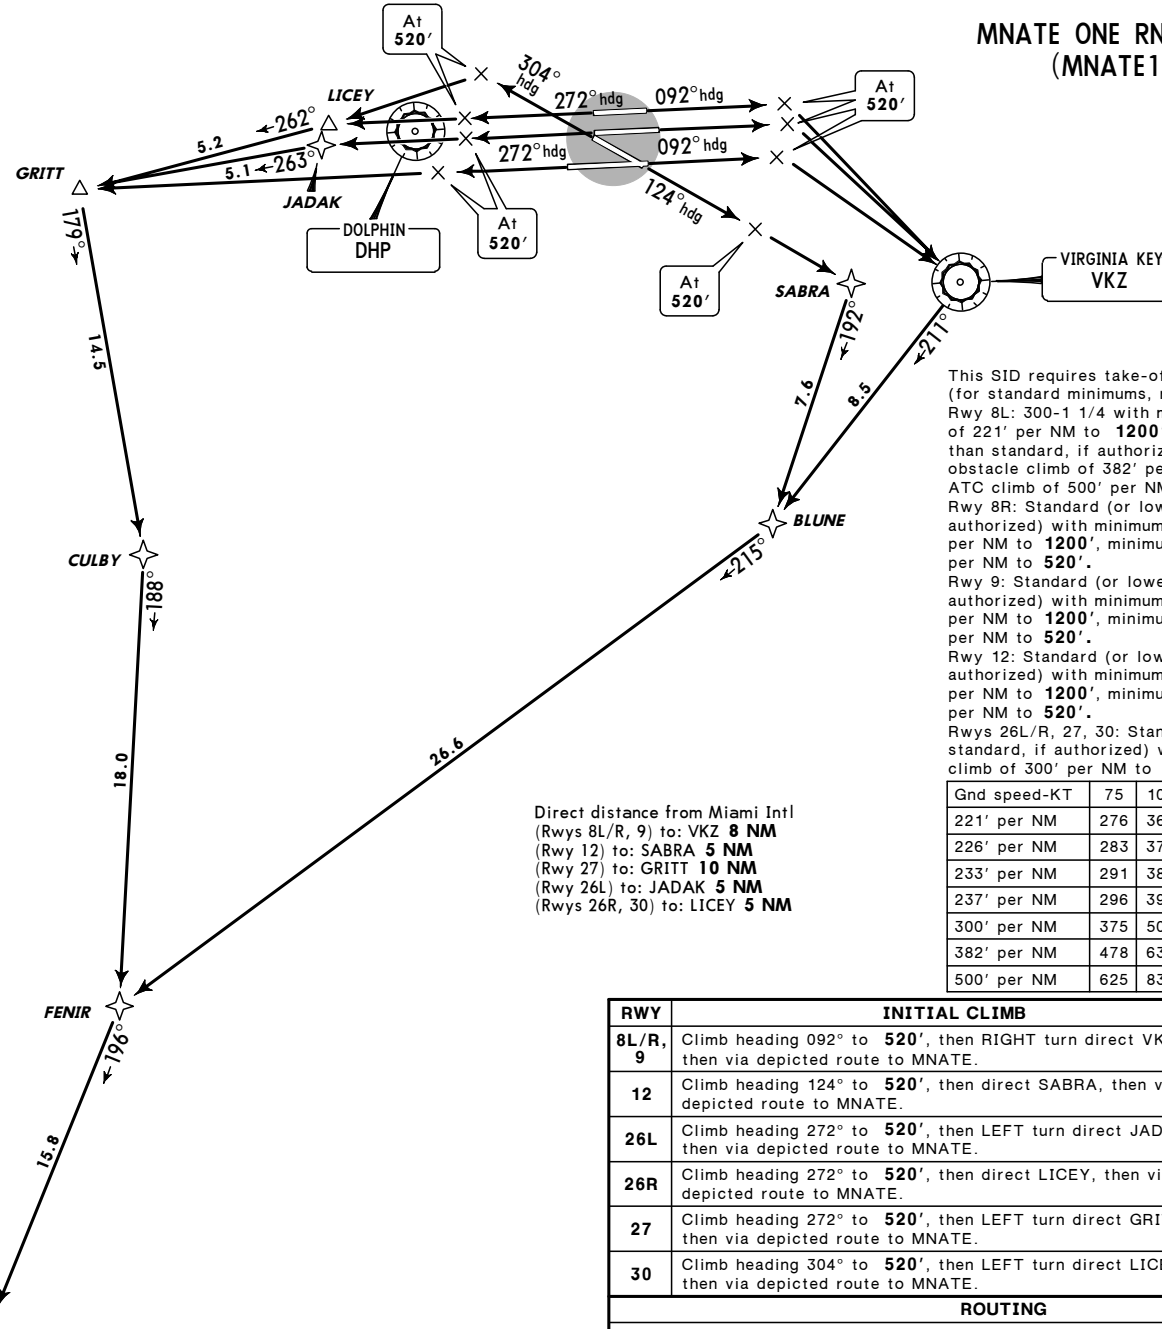 MNATE ONE RN
(MNATE1
At
520′
304°
hdg
LICEY
272°hdg
092°hdg
At
520′
←262°
5.2
272°hdg
092°hdg
GRITT
5.1
←263°
JADAK
124°hdg
179°
DOLPHIN
DHP
At
520′
At
520′
SABRA
VIRGINIA KEY
VKZ
←192°
←211°
14.5
7.6
8.5
This SID requires take-of
(for standard minimums, 
Rwy 8L: 300-1 1/4 with
of 221′ per NM to 1200
than standard, if authoriz
obstacle climb of 382′ pe
ATC climb of 500′ per NM
Rwy 8R: Standard (or low
authorized) with minimum
per NM to 1200′, minimu
per NM to 520′.
Rwy 9: Standard (or lowe
authorized) with minimum
per NM to 1200′, minimu
per NM to 520′.
Rwy 12: Standard (or low
authorized) with minimum
per NM to 1200′, minimu
per NM to 520′.
Rwys 26L/R, 27, 30: Stan
standard, if authorized)
climb of 300′ per NM to
BLUNE
←215°
CULBY
←188°
18.0
26.6
Direct distance from Miami Intl
(Rwys 8L/R, 9) to: VKZ 8 NM
(Rwy 12) to: SABRA 5 NM
(Rwy 27) to: GRITT 10 NM
(Rwy 26L) to: JADAK 5 NM
(Rwys 26R, 30) to: LICEY 5 NM
Gnd speed-KT 75 10
221′ per NM 276 36
226′ per NM 283 37
233′ per NM 291 38
237′ per NM 296 39
300′ per NM 375 50
382′ per NM 478 63
500′ per NM 625 83
FENIR
←196°
15.8
RWY INITIAL CLIMB
8L/R, 9 Climb heading 092° to 520′, then RIGHT turn direct VK
then via depicted route to MNATE.
12 Climb heading 124° to 520′, then direct SABRA, then v
depicted route to MNATE.
26L Climb heading 272° to 520′, then LEFT turn direct JAD
then via depicted route to MNATE.
26R Climb heading 272° to 520′, then direct LICEY, then vi
depicted route to MNATE.
27 Climb heading 272° to 520′, then LEFT turn direct GRI
then via depicted route to MNATE.
30 Climb heading 304° to 520′, then LEFT turn direct LICE
then via depicted route to MNATE.
ROUTING